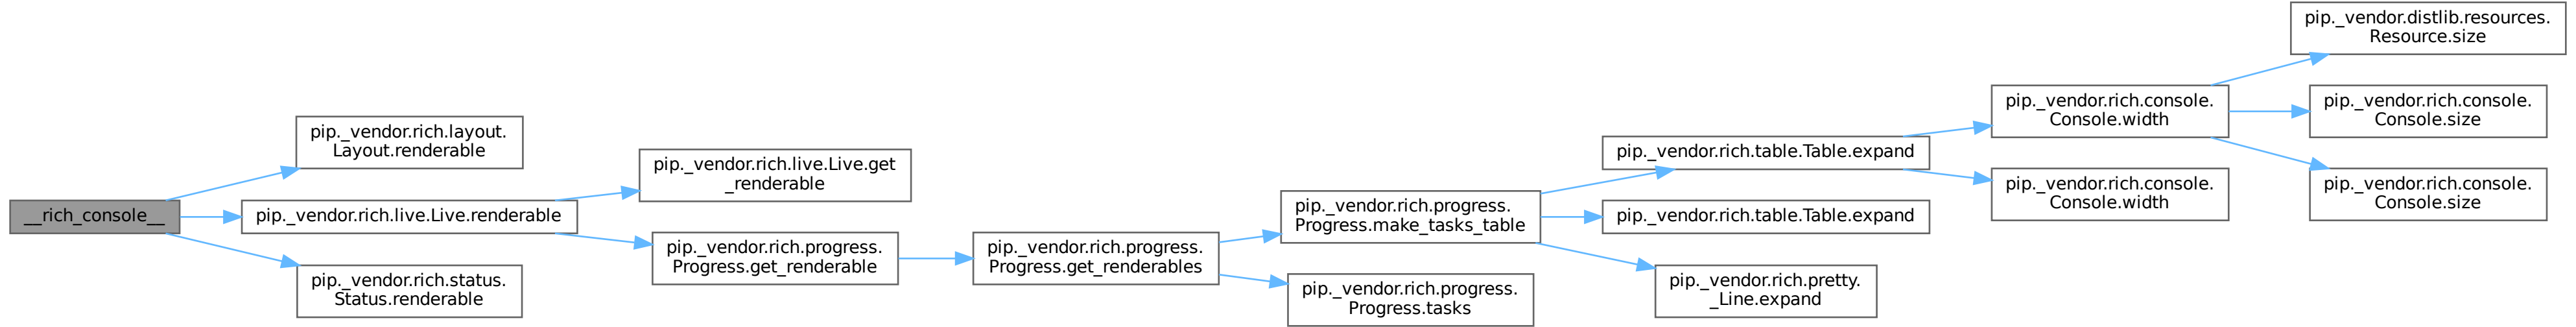 __rich_console__
pip._vendor.rich.layout.
Layout.renderable
pip._vendor.rich.live.Live.renderable
pip._vendor.rich.status.
Status.renderable
pip._vendor.rich.live.Live.get
_renderable
pip._vendor.rich.progress.
Progress.get_renderable
pip._vendor.rich.progress.
Progress.get_renderables
pip._vendor.rich.progress.
Progress.make_tasks_table
pip._vendor.rich.progress.
Progress.tasks
pip._vendor.rich.table.Table.expand
pip._vendor.rich.table.Table.expand
pip._vendor.rich.pretty.
_Line.expand
pip._vendor.rich.console.
Console.width
pip._vendor.rich.console.
Console.width
pip._vendor.distlib.resources.
Resource.size
pip._vendor.rich.console.
Console.size
pip._vendor.rich.console.
Console.size